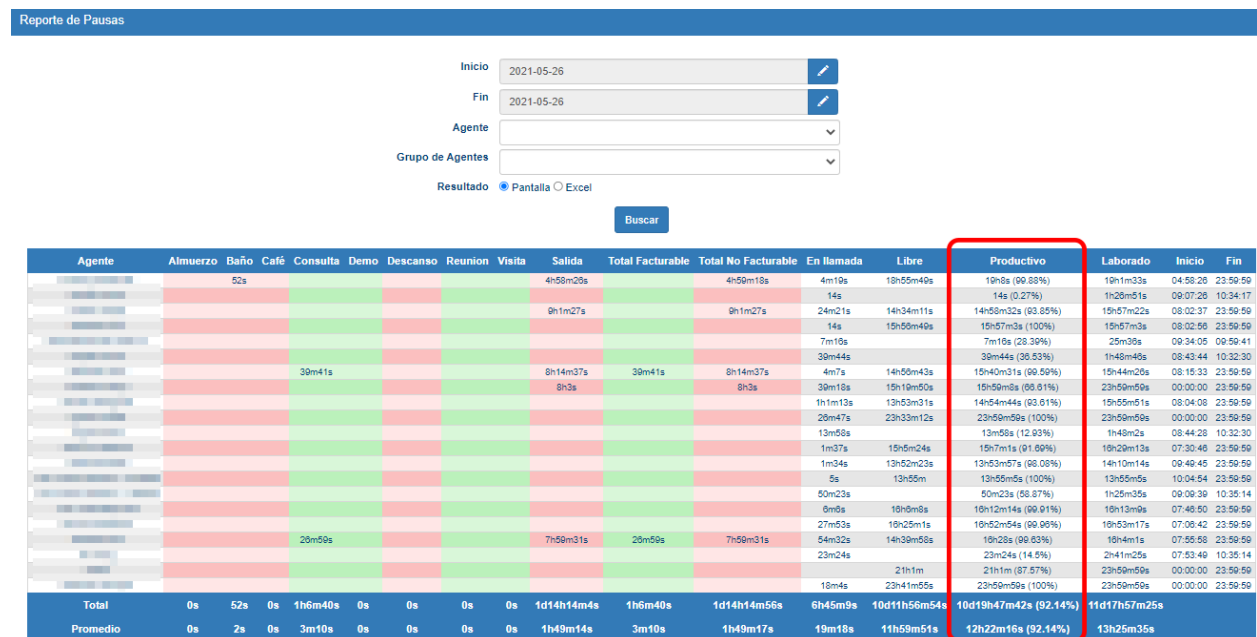 Reporte de Pausas
Inicio 2021-05-26
Fin 2021-05-26
Agente
Grupo de Agentes
Resultado Pantalla Excel
Buscar
Agente Almuerzo Baño Café Consulta Demo Descanso Reunion Visita Salida Total Facturable Total No Facturable En llamada Libre Productivo Laborado Inicio Fin
52s 4h58m26s 4h59m18s 4m19s 18h55m49s 19h8s (99.88%) 19h1m33s 04:58:26 23:59:59
14s 14s (0.27%) 1h26m51s 09:07:26 10:34:17
9h1m27s 9h1m27s 24m21s 14h34m11s 14h58m32s (93.85%) 15h57m22s 08:02:37 23:59:59
14s 15h56m49s 15h57m3s (100%) 15h57m3s 08:02:56 23:59:59
7m16s 7m16s (28.39%) 25m36s 09:34:05 09:59:41
39m44s 39m44s (36.53%) 1h48m46s 08:43:44 10:32:30
39m41s 8h14m37s 39m41s 8h14m37s 4m7s 14h56m43s 15h40m31s (99.59%) 15h44m26s 08:15:33 23:59:59
8h3s 8h3s 39m18s 15h19m50s 15h59m8s (66.61%) 23h59m59s 00:00:00 23:59:59
1h1m13s 13h53m31s 14h54m44s (93.61%) 15h55m51s 08:04:08 23:59:59
26m47s 23h33m12s 23h59m59s (100%) 23h59m59s 00:00:00 23:59:59
13m58s 13m58s (12.93%) 1h48m2s 08:44:28 10:32:30
1m37s 15h5m24s 15h7m1s (91.69%) 16h29m13s 07:30:46 23:59:59
1m34s 13h52m23s 13h53m57s (98.08%) 14h10m14s 09:49:45 23:59:59
5s 13h55m 13h55m5s (100%) 13h55m5s 10:04:54 23:59:59
50m23s 50m23s (58.87%) 1h25m35s 09:09:39 10:35:14
6m6s 16h6m8s 16h12m14s (99.91%) 16h13m9s 07:46:50 23:59:59
27m53s 16h25m1s 16h52m54s (99.96%) 16h53m17s 07:06:42 23:59:59
26m59s 7h59m31s 26m59s 7h59m31s 54m32s 14h39m58s 16h28s (99.63%) 16h4m1s 07:55:58 23:59:59
23m24s 23m24s (14.5%) 2h41m25s 07:53:49 10:35:14
21h1m 21h1m (87.57%) 23h59m59s 00:00:00 23:59:59
18m4s 23h41m55s 23h59m59s (100%) 23h59m59s 00:00:00 23:59:59
Total 0s 52s 0s 1h6m40s 0s 0s 0s 0s 1d14h14m4s 1h6m40s 1d14h14m56s 6h45m9s 10d11h56m54s 10d19h47m42s (92.14%) 11d17h57m25s
Promedio 0s 2s 0s 3m10s 0s 0s 0s 0s 1h49m14s 3m10s 1h49m17s 19m18s 11h59m51s 12h22m16s (92.14%) 13h25m35s